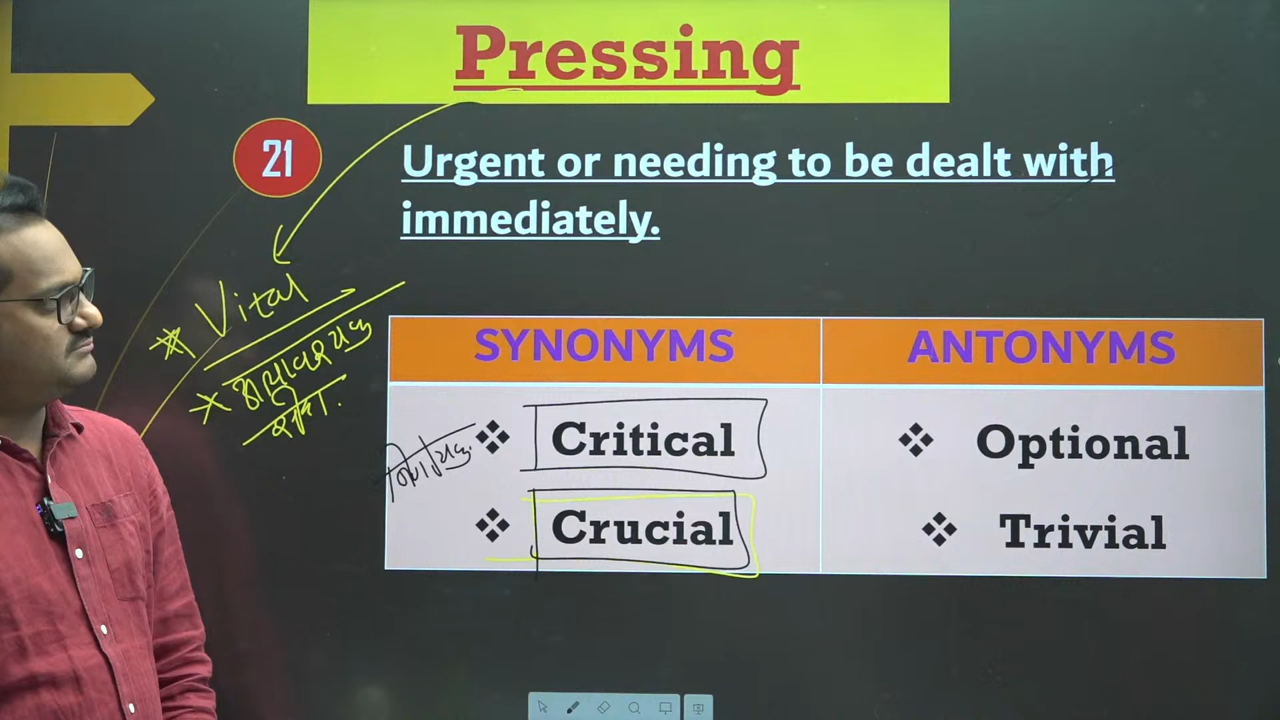 Pressing
21
Urgent or needing to be dealt with
immediately.
Vital
SYNONYMS
ANTONYMS
Critical
Optional
Crucial
Trivial